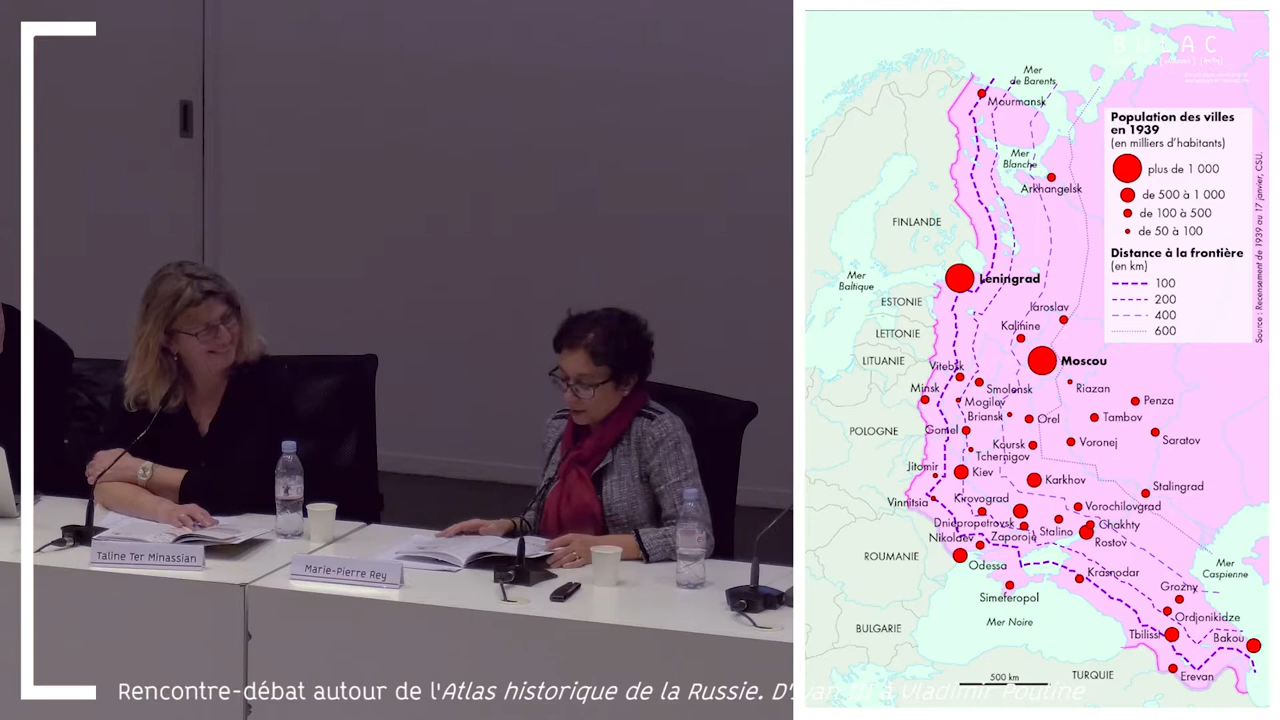 Taline Ter Minassian
Marie-Pierre Rey
Rencontre-débat autour de l'Atlas historique de la Russie. D'Ivan III à Vladimir Poutine
BULAC
Population des villes
en 1939
(en milliers d'habitants)
plus de 1 000
de 500 à 1 000
de 100 à 500
de 50 à 100
Distance à la frontière
(en km)
100
200
400
600
Source : Recensement de 1939 au 17 janvier, CSU.
Mer
de Barents
Mourmansk
Mer
Blanche
Arkhangelsk
FINLANDE
Mer
Baltique
Léningrad
ESTONIE
Iaroslav
Kalinine
LETTONIE
Moscou
LITUANIE
Vitebsk
Smolensk
Riazan
Minsk
Mogilev
Penza
Briansk
Orel
Tambov
POLOGNE
Gomel
Koursk
Voronej
Saratov
Tchernigov
Jitomir
Kiev
Karkhov
Stalingrad
Vinnitsia
Kirovograd
Vorochilovgrad
Dniepropetrovsk
Stalino
Chakhty
Nikolaev
Zaporojé
Rostov
ROUMANIE
Odessa
Krasnodar
Mer
Caspienne
Grozny
Simferopol
Ordjonikidze
Mer Noire
BULGARIE
Tbilissi
Bakou
500 km
TURQUIE
Erevan